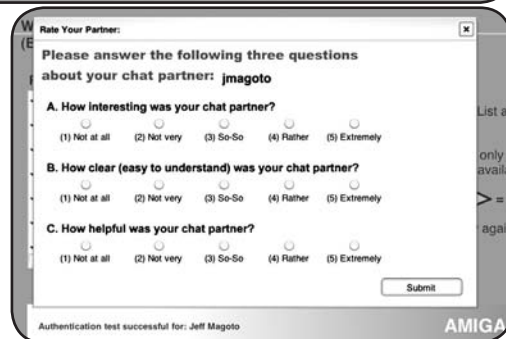 Rate Your Partner:
x
Please answer the following three questions
about your chat partner: jmagoto
A. How interesting was your chat partner?
(1) Not at all (2) Not very (3) So-So (4) Rather (5) Extremely
B. How clear (easy to understand) was your chat partner?
(1) Not at all (2) Not very (3) So-So (4) Rather (5) Extremely
C. How helpful was your chat partner?
(1) Not at all (2) Not very (3) So-So (4) Rather (5) Extremely
Submit
List a
only
availa
> =
agai
Authentication test successful for: Jeff Magoto
AMIGA